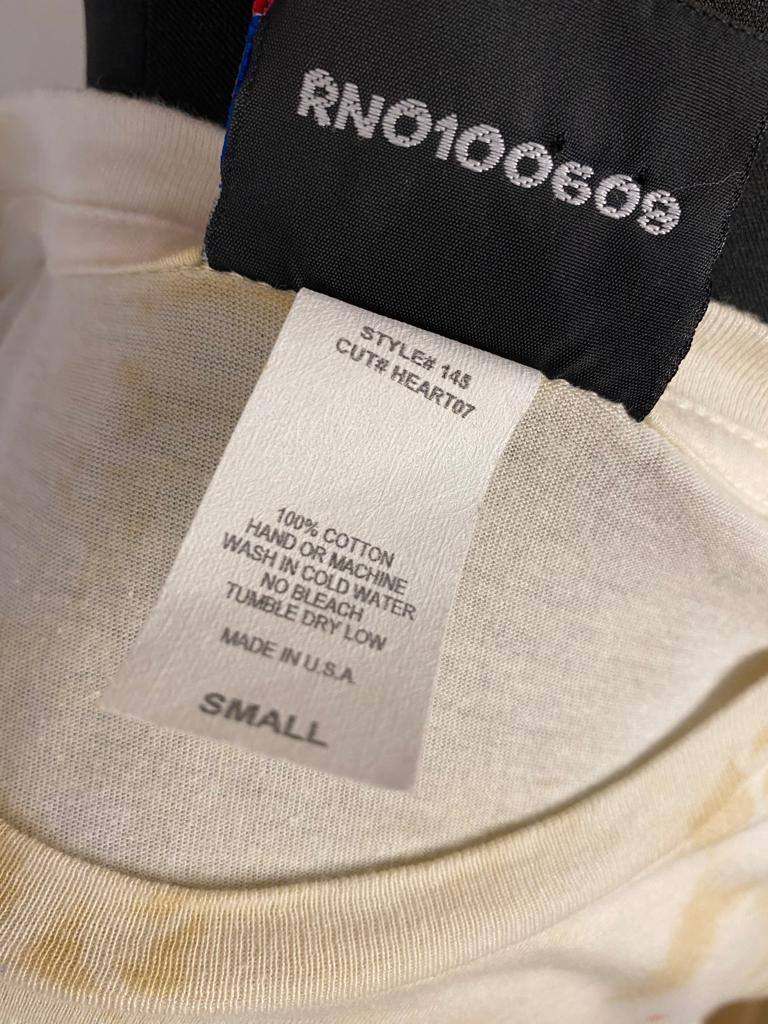 RN0100609
STYLE# 145
CUT# HEART07
100% COTTON
HAND OR MACHINE
WASH IN COLD WATER
NO BLEACH
TUMBLE DRY LOW
MADE IN U.S.A.
SMALL